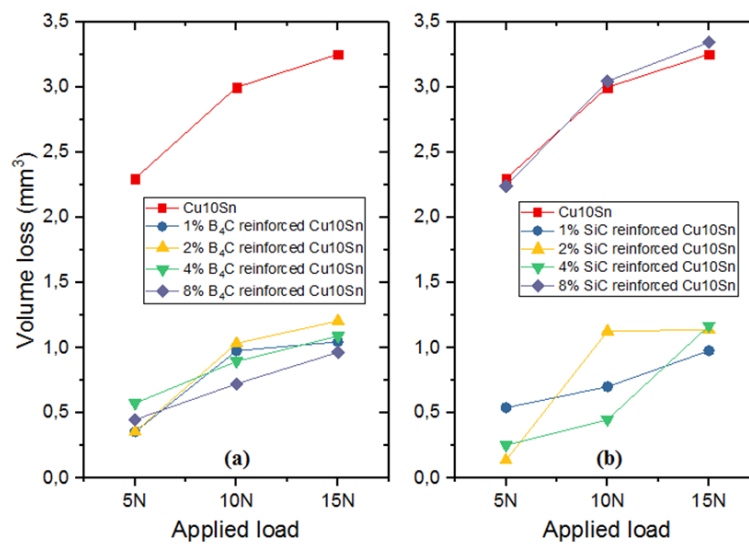 Volume loss (mm³)
3,5
3,0
2,5
2,0
1,5
1,0
0,5
0,0
Cu10Sn
1% B₄C reinforced Cu10Sn
2% B₄C reinforced Cu10Sn
4% B₄C reinforced Cu10Sn
8% B₄C reinforced Cu10Sn
(a)
5N 10N 15N
Applied load
3,5
3,0
2,5
2,0
1,5
1,0
0,5
0,0
Cu10Sn
1% SiC reinforced Cu10Sn
2% SiC reinforced Cu10Sn
4% SiC reinforced Cu10Sn
8% SiC reinforced Cu10Sn
(b)
5N 10N 15N
Applied load